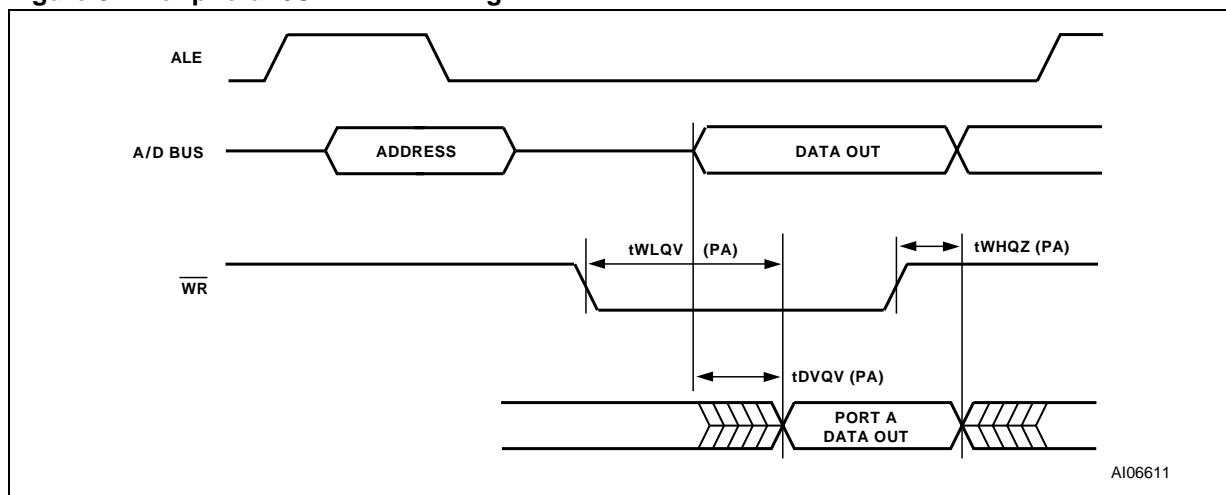 ALE
A/D BUS
ADDRESS
DATA OUT
tWLQV (PA)
tWHQZ (PA)
WR
tDVQV (PA)
PORT A
DATA OUT
AI06611